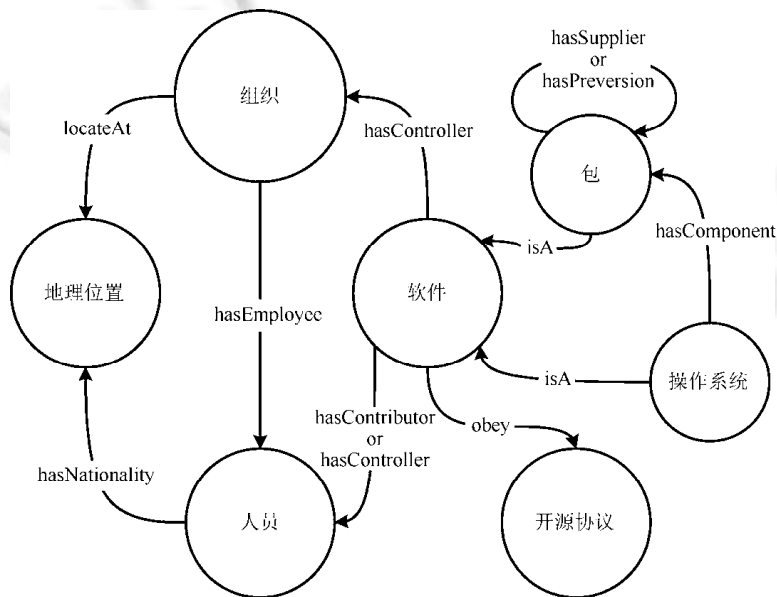 hasSupplier
or
hasPreversion
组织
locateAt
hasController
包
isA
hasComponent
地理位置
hasEmployee
软件
isA
操作系统
hasContributor
or
hasController
obey
hasNationality
人员
开源协议